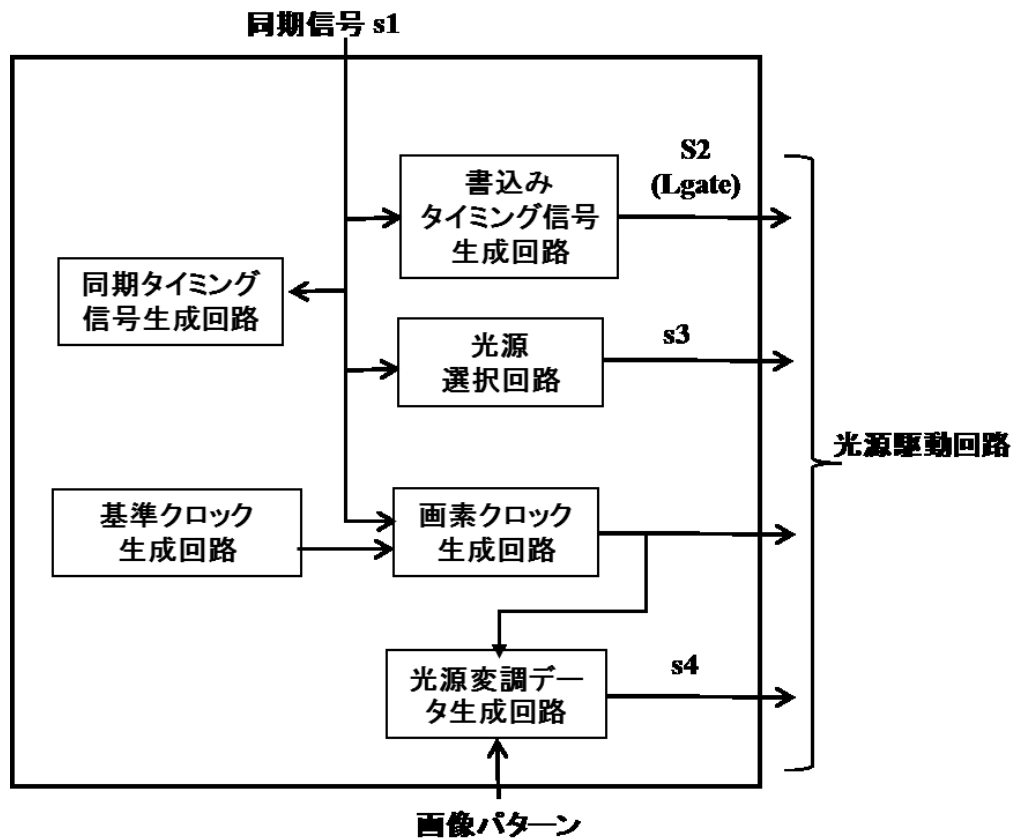 同期信号 s1
書込み
タイミング信号
生成回路
S2
(Lgate)
同期タイミング
信号生成回路
光源
選択回路
s3
光源駆動回路
基準クロック
生成回路
画素クロック
生成回路
光源変調デー
タ生成回路
s4
画像パターン